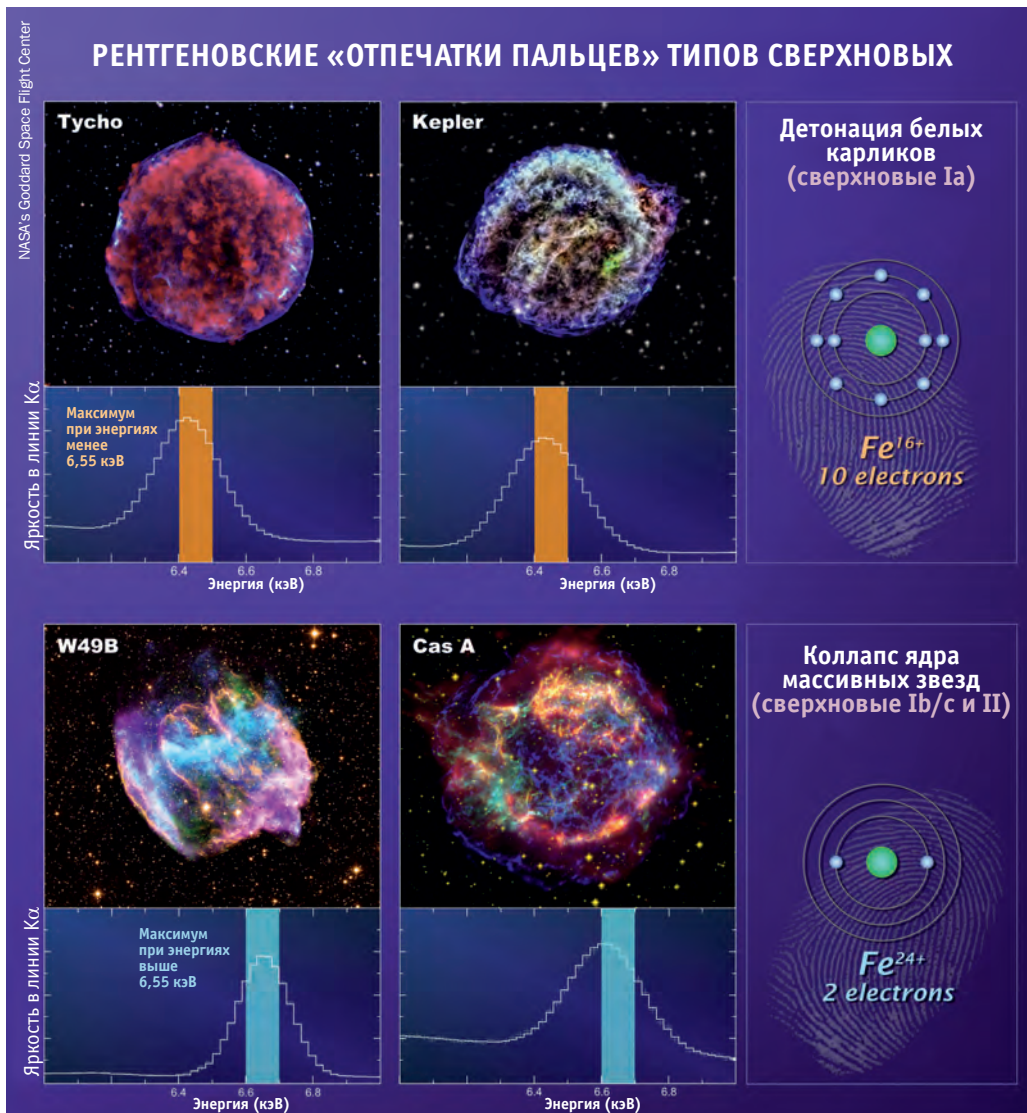 РЕНТГЕНОВСКИЕ «ОТПЕЧАТКИ ПАЛЬЦЕВ» ТИПОВ СВЕРХНОВЫХ
NASA's Goddard Space Flight Center
Tycho
Kepler
Детонация белых
карликов
(сверхновые Ia)
Fe16+
10 electrons
Яркость в линии Kα
Максимум
при энергиях
менее
6,55 кэВ
6.4
6.6
6.8
Энергия (кэВ)
6.4
6.6
6.8
Энергия (кэВ)
W49B
Cas A
Коллапс ядра
массивных звезд
(сверхновые Ib/c и II)
Fe24+
2 electrons
Яркость в линии Kα
Максимум
при энергиях
выше
6,55 кэВ
6.4
6.6
6.8
Энергия (кэВ)
6.4
6.6
6.8
Энергия (кэВ)